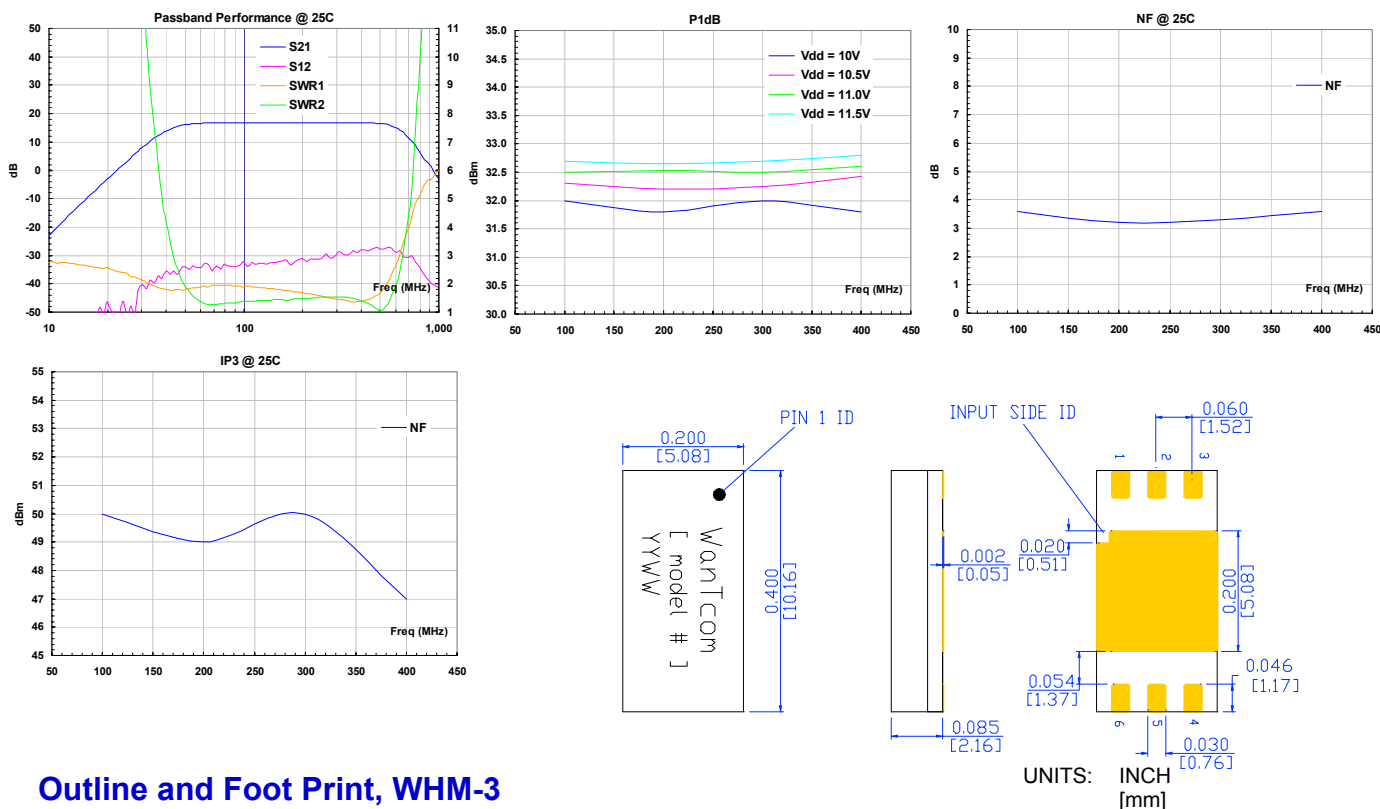 Passband Performance @ 25C
50
40
30
20
10
0
-10
-20
-30
-40
-50
dB
S21
S12
SWR1
SWR2
11
10
9
8
7
6
5
4
3
2
1
Freq (MHz)
10
100
1,000
P1dB
35.0
34.5
34.0
33.5
33.0
32.5
32.0
31.5
31.0
30.5
30.0
dBm
Vdd = 10V
Vdd = 10.5V
Vdd = 11.0V
Vdd = 11.5V
Freq (MHz)
50 100 150 200 250 300 350 400 450
NF @ 25C
10
9
8
7
6
5
4
3
2
1
0
dB
NF
Freq (MHz)
50 100 150 200 250 300 350 400 450
IP3 @ 25C
55
54
53
52
51
50
49
48
47
46
45
dBm
NF
Freq (MHz)
50 100 150 200 250 300 350 400 450
PIN 1 ID
0.200
[5.08]
WanTcom
[ model # ]
YYWW
0.400
[10.16]
0.002
[0.05]
0.085
[2.16]
INPUT SIDE ID
0.060
[1.52]
1 2 3
0.020
[0.51]
0.200
[5.08]
0.054
[1.37]
0.046
[1.17]
6 5 4
0.030
[0.76]
UNITS: INCH
[mm]
Outline and Foot Print, WHM-3